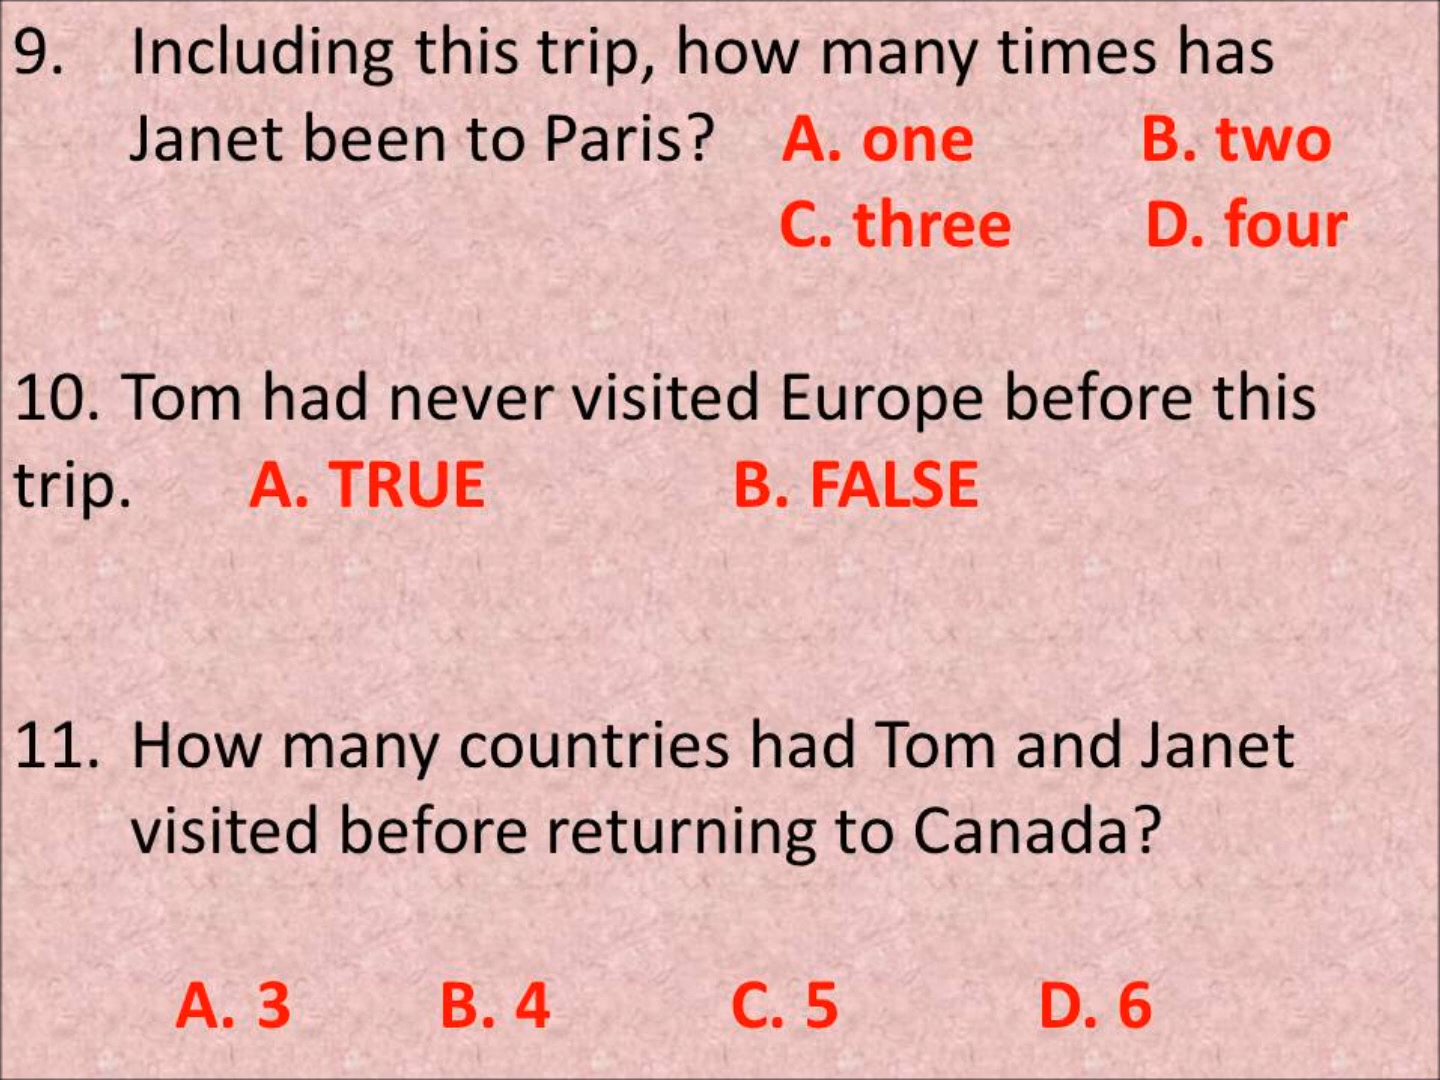 9. Including this trip, how many times has
Janet been to Paris? A. one B. two
C. three D. four
10. Tom had never visited Europe before this
trip. A. TRUE B. FALSE
11. How many countries had Tom and Janet
visited before returning to Canada?
A. 3 B. 4 C. 5 D. 6